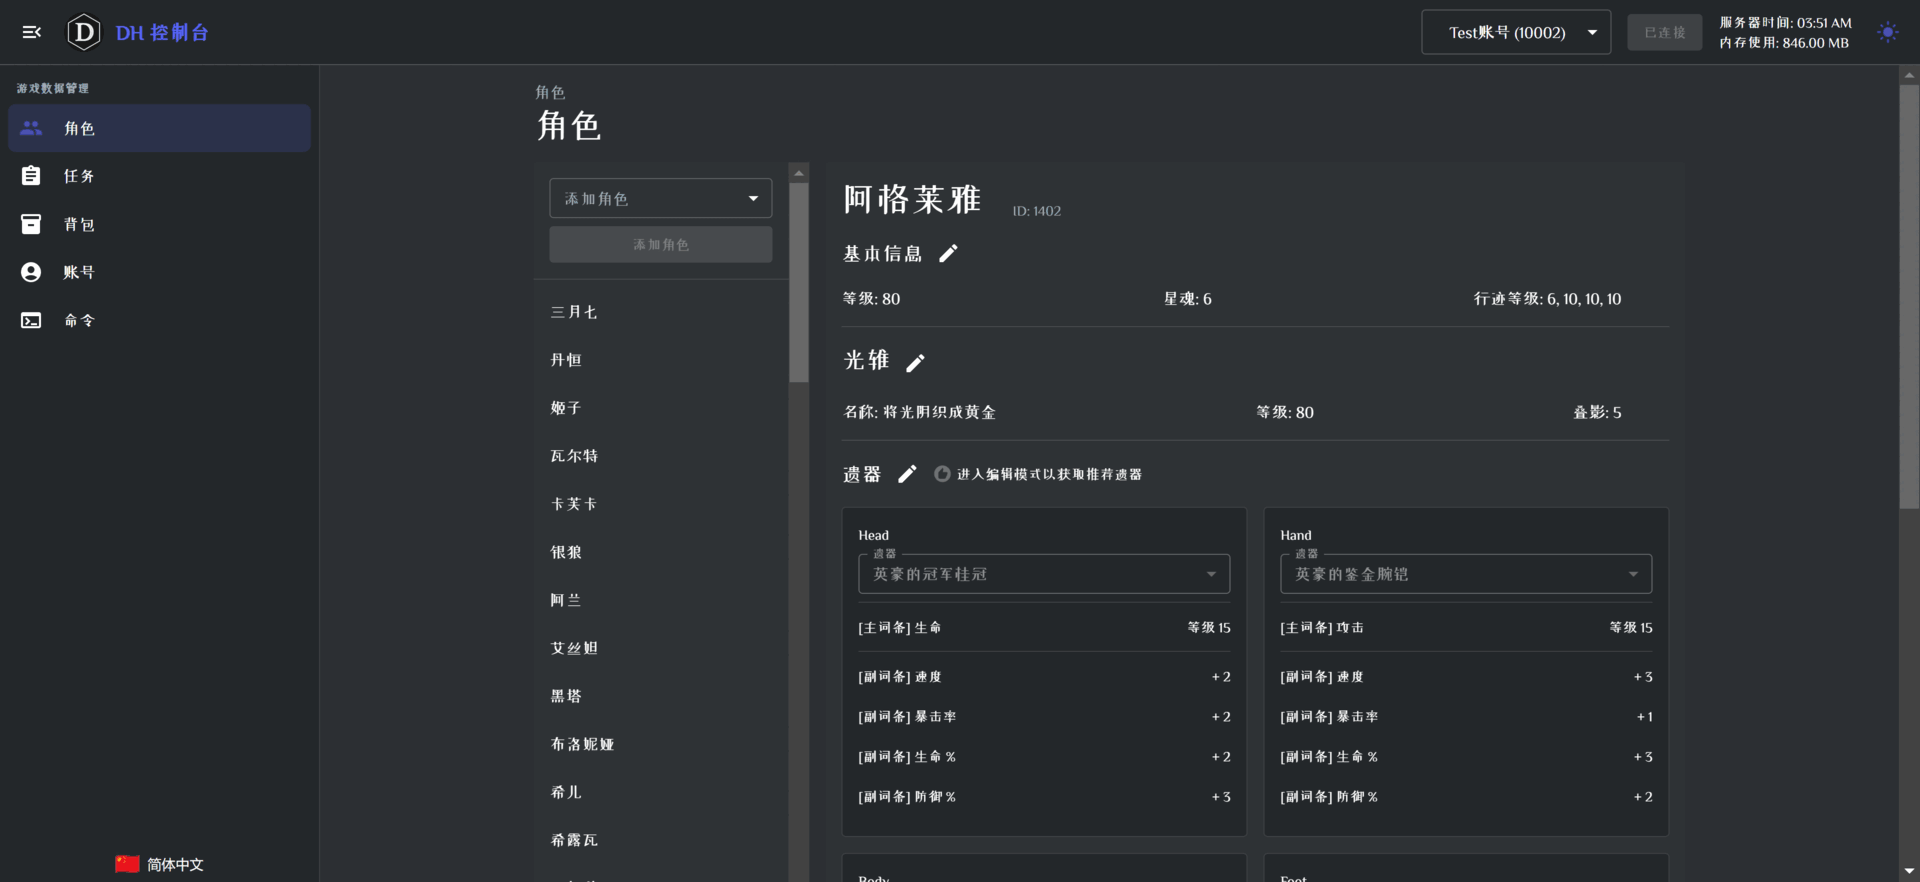 D
DH 控制台
Test账号 (10002)
已连接
服务器时间: 03:51 AM
内存使用: 846.00 MB
游戏数据管理
角色
任务
背包
账号
命令
简体中文
角色
角色
添加角色
添加角色
三月七
丹恒
姬子
瓦尔特
卡芙卡
银狼
阿兰
艾丝妲
黑塔
布洛妮娅
希儿
希露瓦
阿格莱雅
ID: 1402
基本信息
等级: 80
星魂: 6
行迹等级: 6, 10, 10, 10
光锥
名称: 将光阴织成黄金
等级: 80
叠影: 5
遗器
进入编辑模式以获取推荐遗器
Head
遗器
英豪的冠军桂冠
[主词条] 生命
等级 15
[副词条] 速度
+ 2
[副词条] 暴击率
+ 2
[副词条] 生命 %
+ 2
[副词条] 防御 %
+ 3
Hand
遗器
英豪的鎏金腕铠
[主词条] 攻击
等级 15
[副词条] 速度
+ 3
[副词条] 暴击率
+ 1
[副词条] 生命 %
+ 3
[副词条] 防御 %
+ 2
Body
Foot